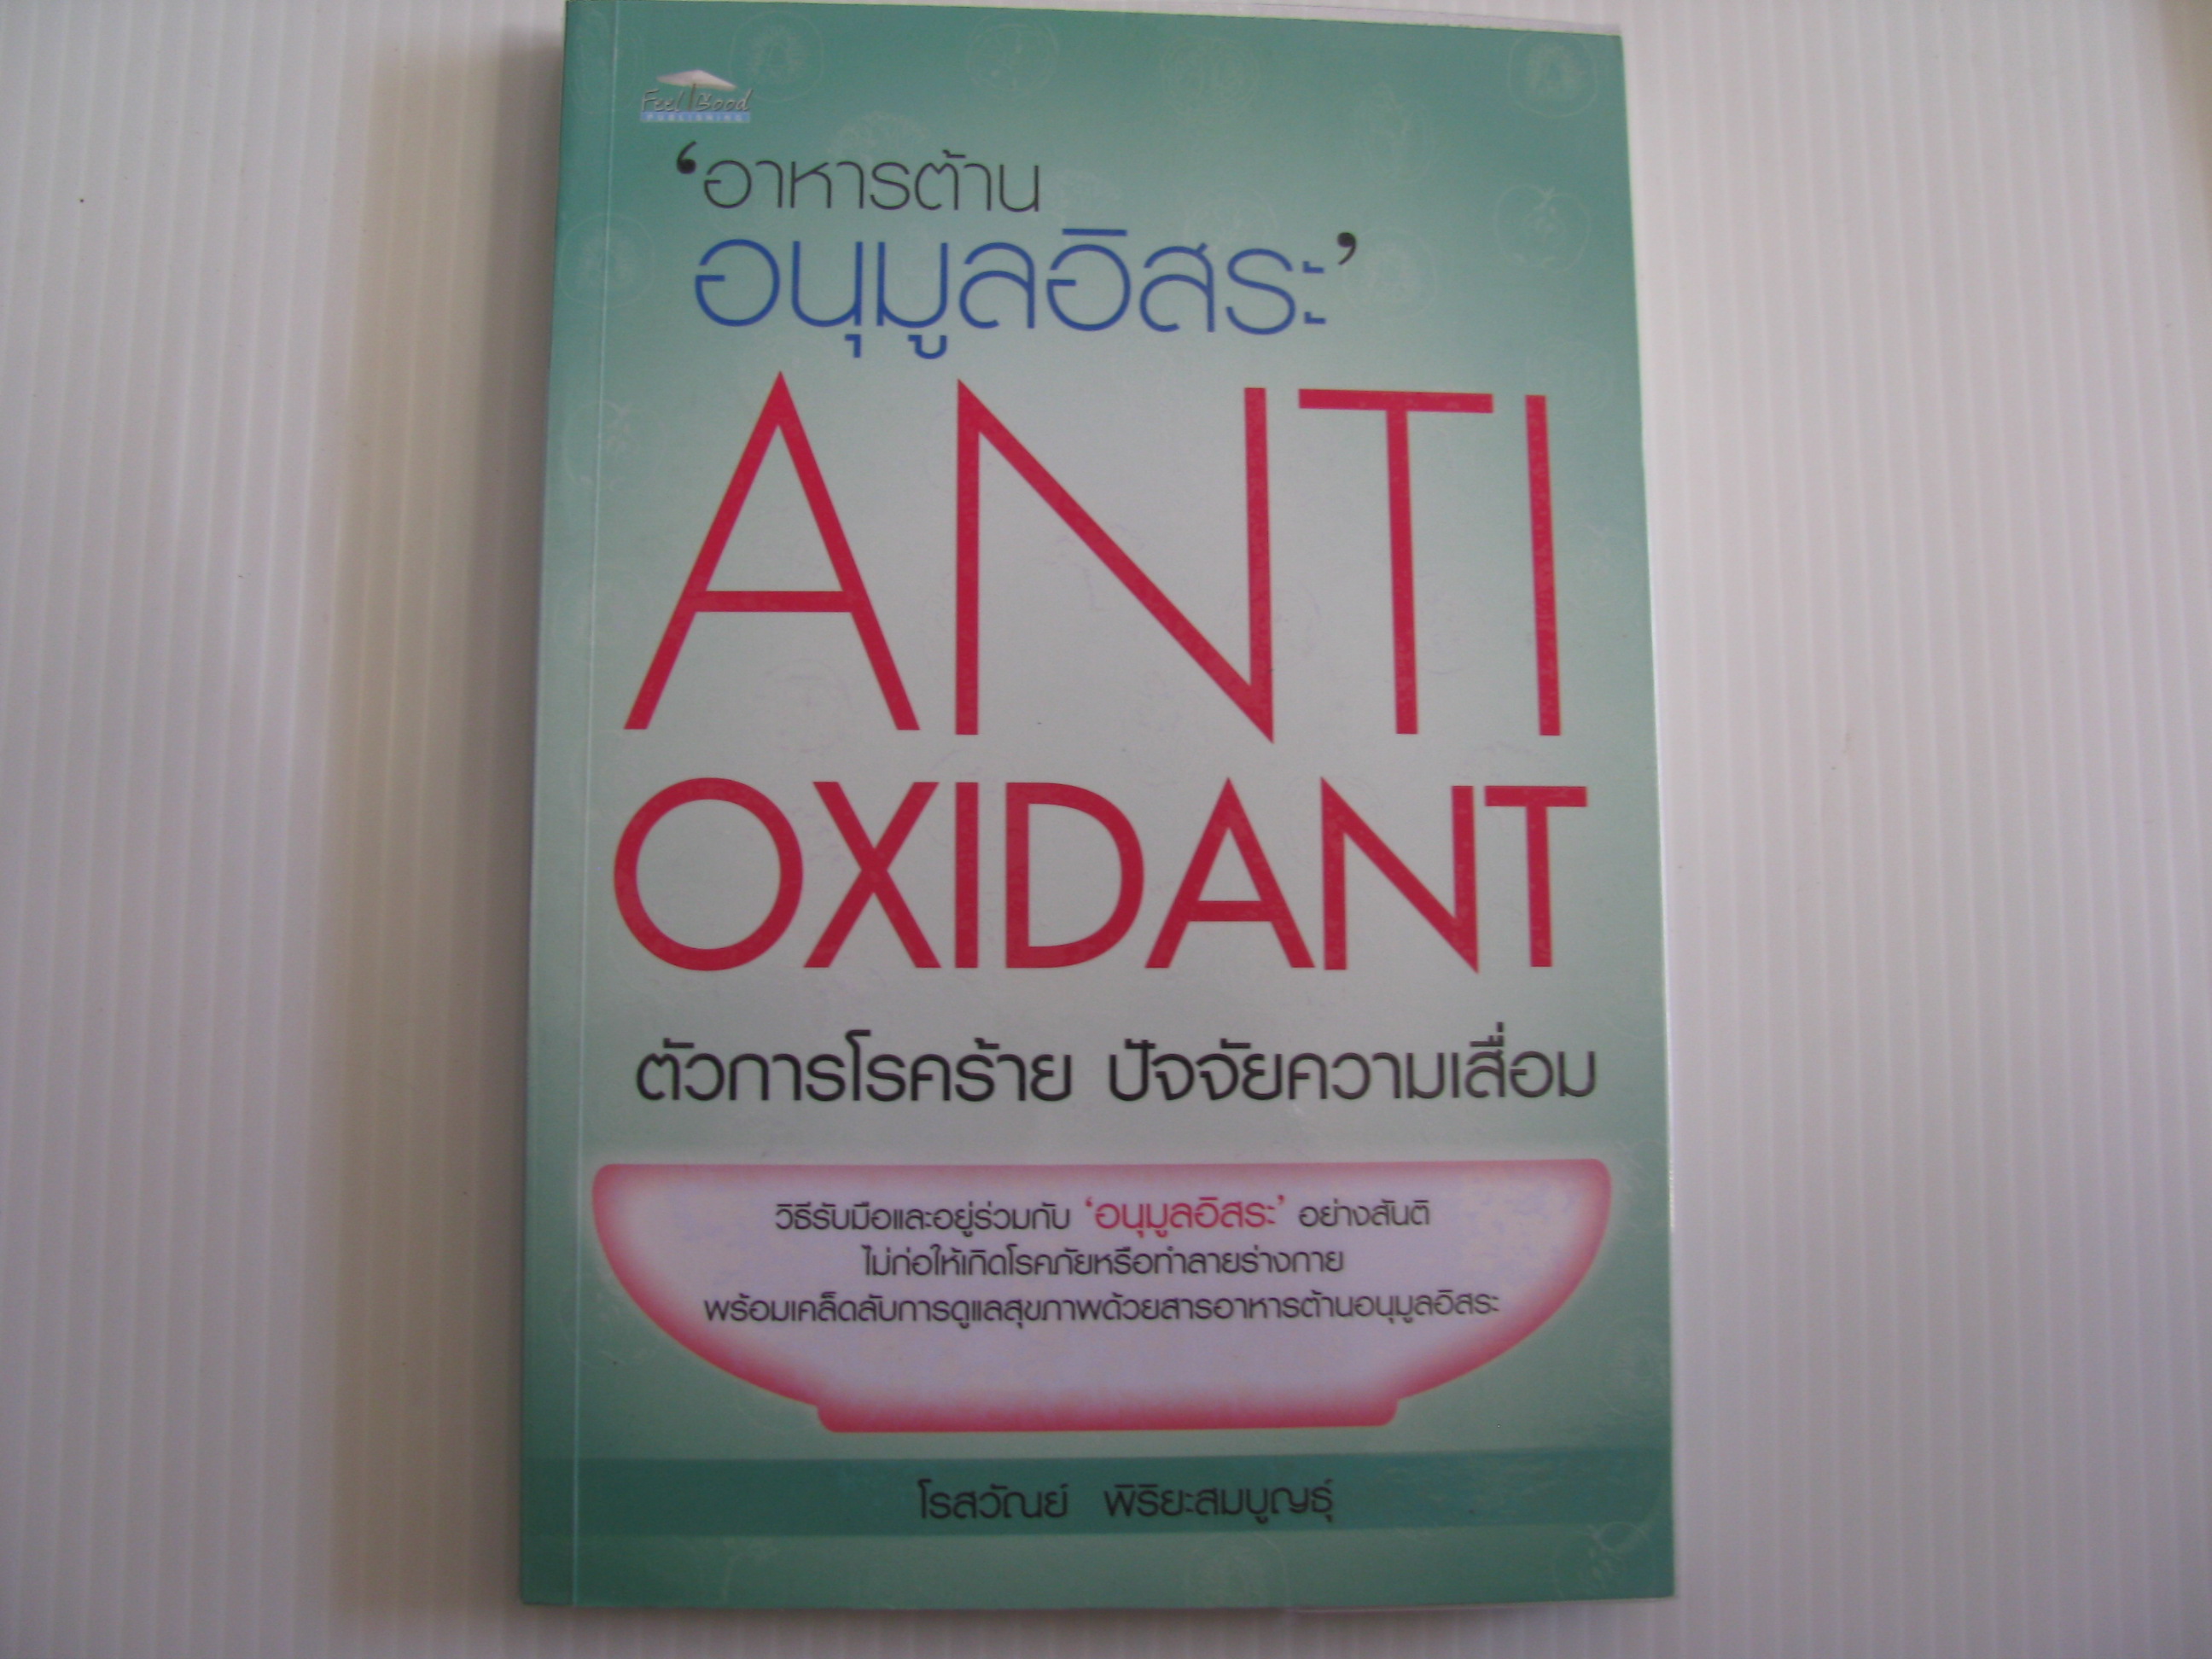 Feel Good
PUBLISHING
‘อาหารต้าน
อนุมูลอิสระ’
ANTI
OXIDANT
ตัวการโรคร้าย ปัจจัยความเสื่อม
วิธีรับมือและอยู่ร่วมกับ ‘อนุมูลอิสระ’ อย่างสันติ
ไม่ก่อให้เกิดโรคภัยหรือทำลายร่างกาย
พร้อมเคล็ดลับการดูแลสุขภาพด้วยสารอาหารต้านอนุมูลอิสระ
โรสวัณย์ พิริยะสมบูญธุ์